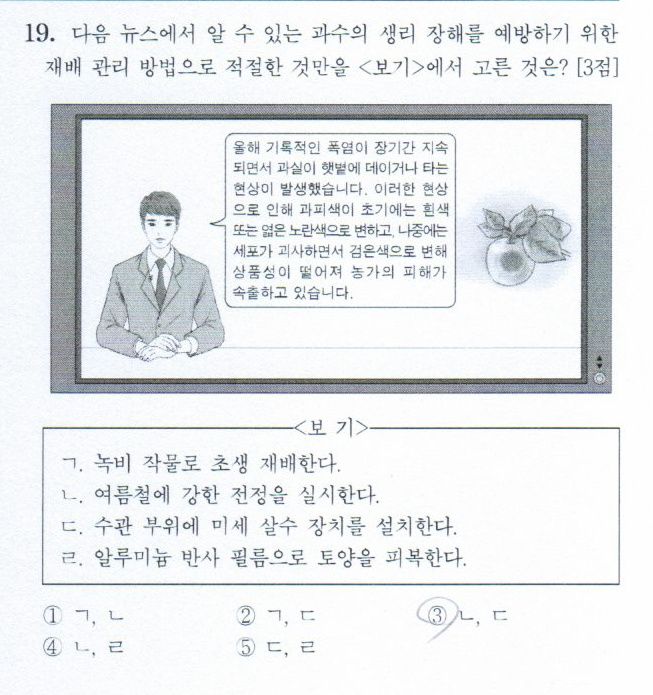 19. 다음 뉴스에서 알 수 있는 과수의 생리 장해를 예방하기 위한
재배 관리 방법으로 적절한 것만을 <보기>에서 고른 것은? [3점]
올해 기록적인 폭염이 장기간 지속
되면서 과실이 햇볕에 데이거나 타는
현상이 발생했습니다. 이러한 현상
으로 인해 과피색이 초기에는 흰색
또는 엷은 노란색으로 변하고, 나중에는
세포가 괴사하면서 검은색으로 변해
상품성이 떨어져 농가의 피해가
속출하고 있습니다.
<보 기>
ㄱ. 녹비 작물로 초생 재배한다.
ㄴ. 여름철에 강한 전정을 실시한다.
ㄷ. 수관 부위에 미세 살수 장치를 설치한다.
ㄹ. 알루미늄 반사 필름으로 토양을 피복한다.
① ㄱ, ㄴ ② ㄱ, ㄷ ③ ㄴ, ㄷ
④ ㄴ, ㄹ ⑤ ㄷ, ㄹ